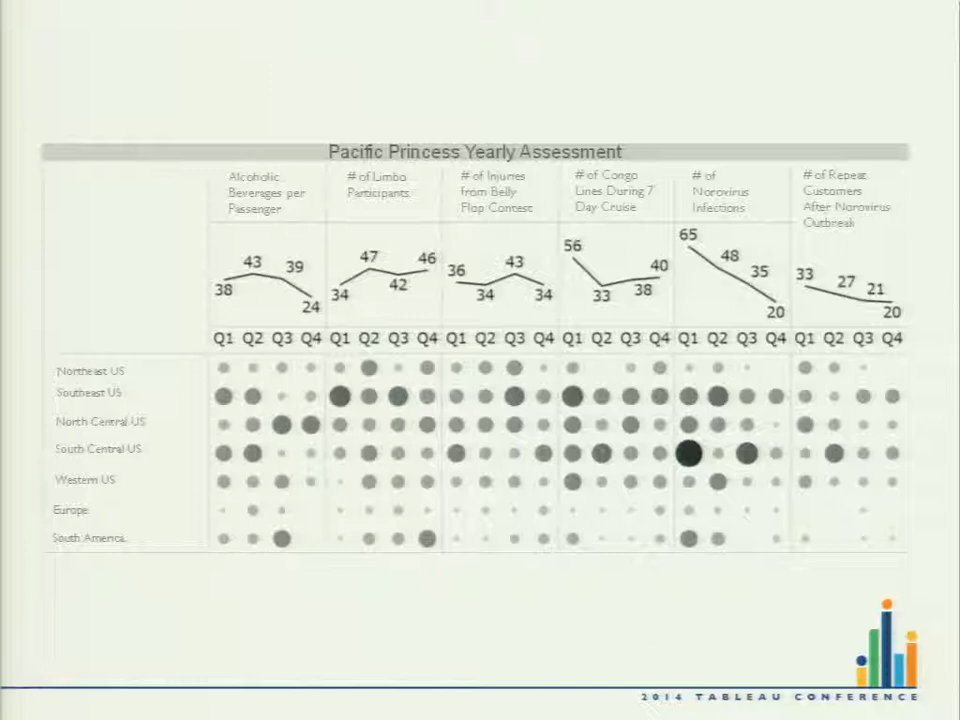 Pacific Princess Yearly Assessment
Alcoholic
Beverages per
Passenger
# of Limbo
Participants
# of Injuries
from Belly
Flop Contest
# of Congo
Lines During 7
Day Cruise
# of
Norovirus
Infections
# of Repeat
Customers
After Norovirus
Outbreak
38 43 39 24
34 47 42 46
36 34 43 34
56 33 38 40
65 48 35 20
33 27 21 20
Q1 Q2 Q3 Q4 Q1 Q2 Q3 Q4 Q1 Q2 Q3 Q4 Q1 Q2 Q3 Q4 Q1 Q2 Q3 Q4 Q1 Q2 Q3 Q4
Northeast US
Southeast US
North Central US
South Central US
Western US
Europe
South America
2014 TABLEAU CONFERENCE